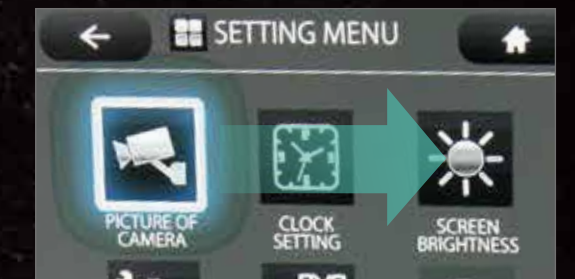 SETTING MENU
PICTURE OF
CAMERA
CLOCK
SETTING
SCREEN
BRIGHTNESS